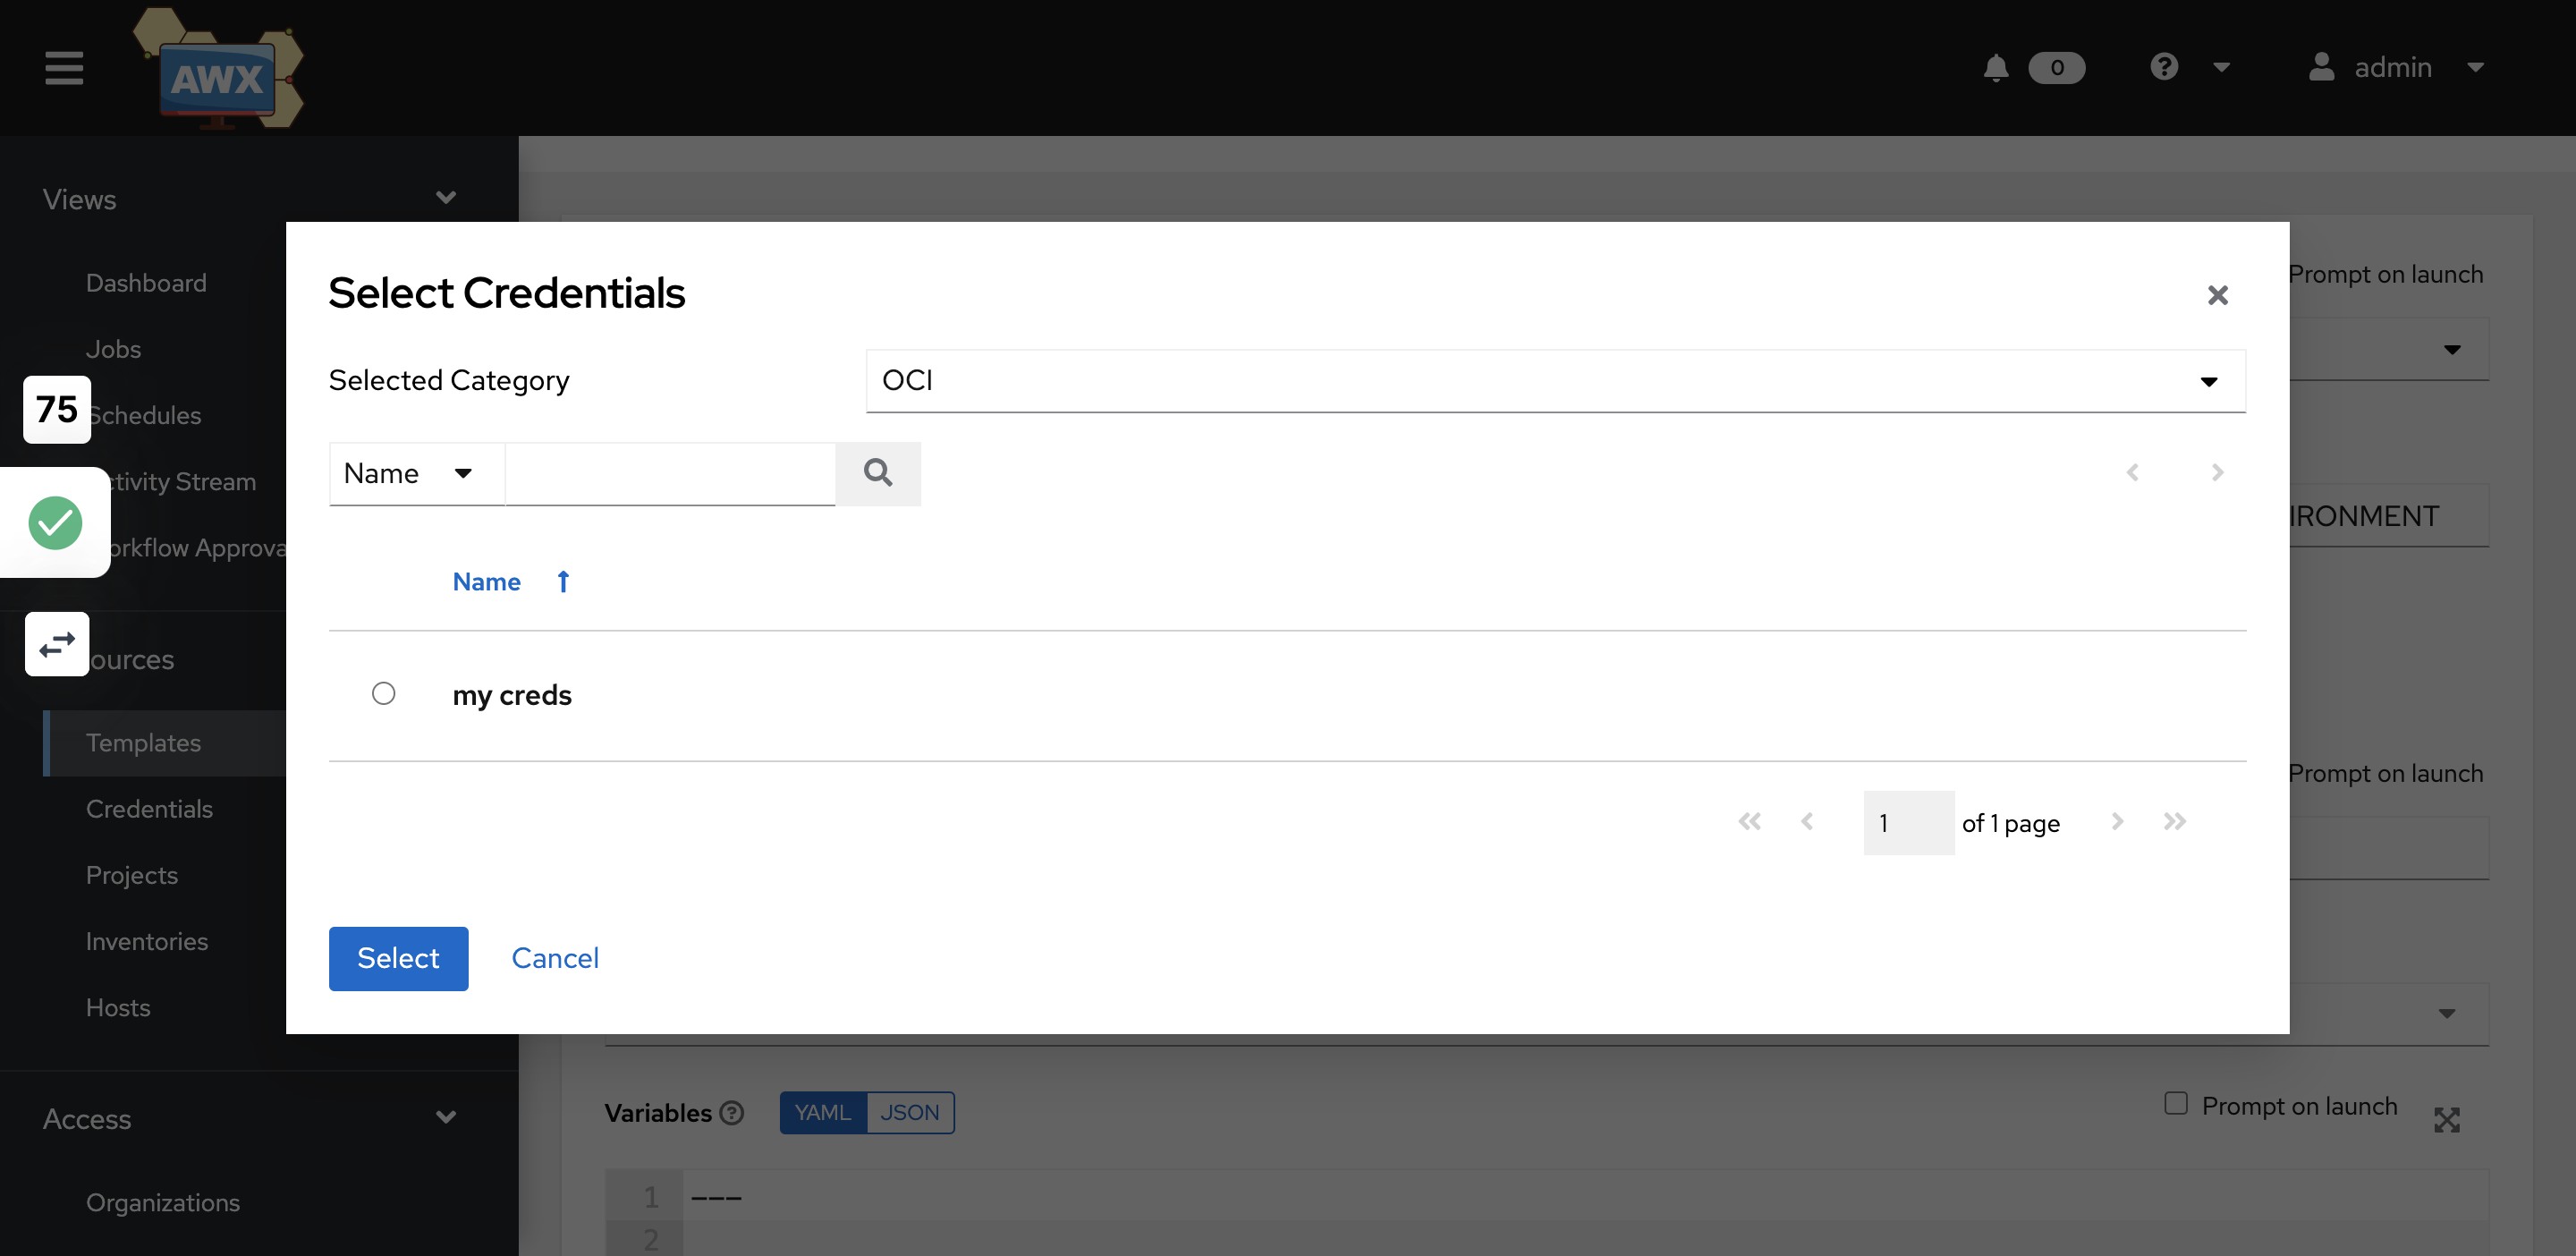 AWX
0
admin
Views
Dashboard
Jobs
75
Schedules
ctivity Stream
orkflow Approva
ources
Templates
Credentials
Projects
Inventories
Hosts
Access
Organizations
Select Credentials
Selected Category
OCI
Name
Name
my creds
1 of 1 page
Select Cancel
Prompt on launch
IRONMENT
Prompt on launch
Variables YAML JSON
Prompt on launch
1 ---
2